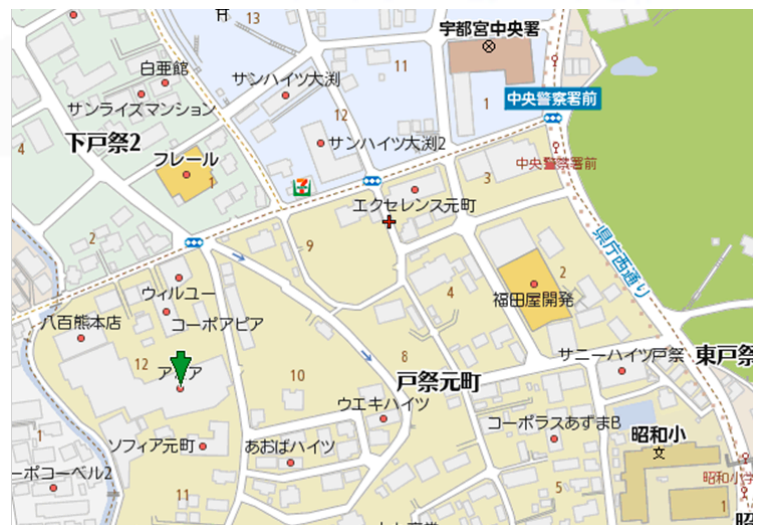 13
宇都宮中央署
白亜館
サンハイツ大渕
11
サンライズマンション
12
1
中央警察署前
下戸祭2
サンハイツ大渕2
4
フレール
1
3
中央警察署前
7
エクセレンス元町
2
9
県庁西通り
2
ウィルユー
4
福田屋開発
八百熊本店
コーポアピア
サニーハイツ戸祭
東戸祭
12
8
10
戸祭元町
ウエキハイツ
コーポラスあずまB
昭和小
1
ソフィア元町
あおばハイツ
文
ーポコーベル2
昭和小学
11
5
1
昭